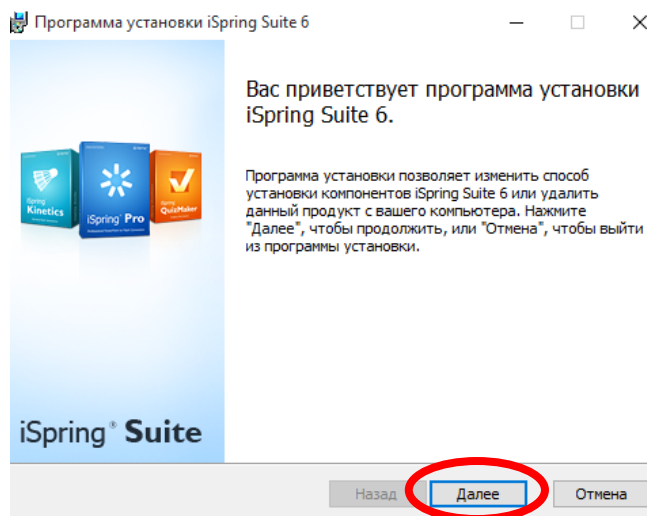 Программа установки iSpring Suite 6
Вас приветствует программа установки
iSpring Suite 6.
Программа установки позволяет изменить способ
установки компонентов iSpring Suite 6 или удалить
данный продукт с вашего компьютера. Нажмите
"Далее", чтобы продолжить, или "Отмена", чтобы выйти
из программы установки.
iSpring
Kinetics
iSpring Pro
iSpring
QuizMaker
iSpring® Suite
Назад
Далее
Отмена